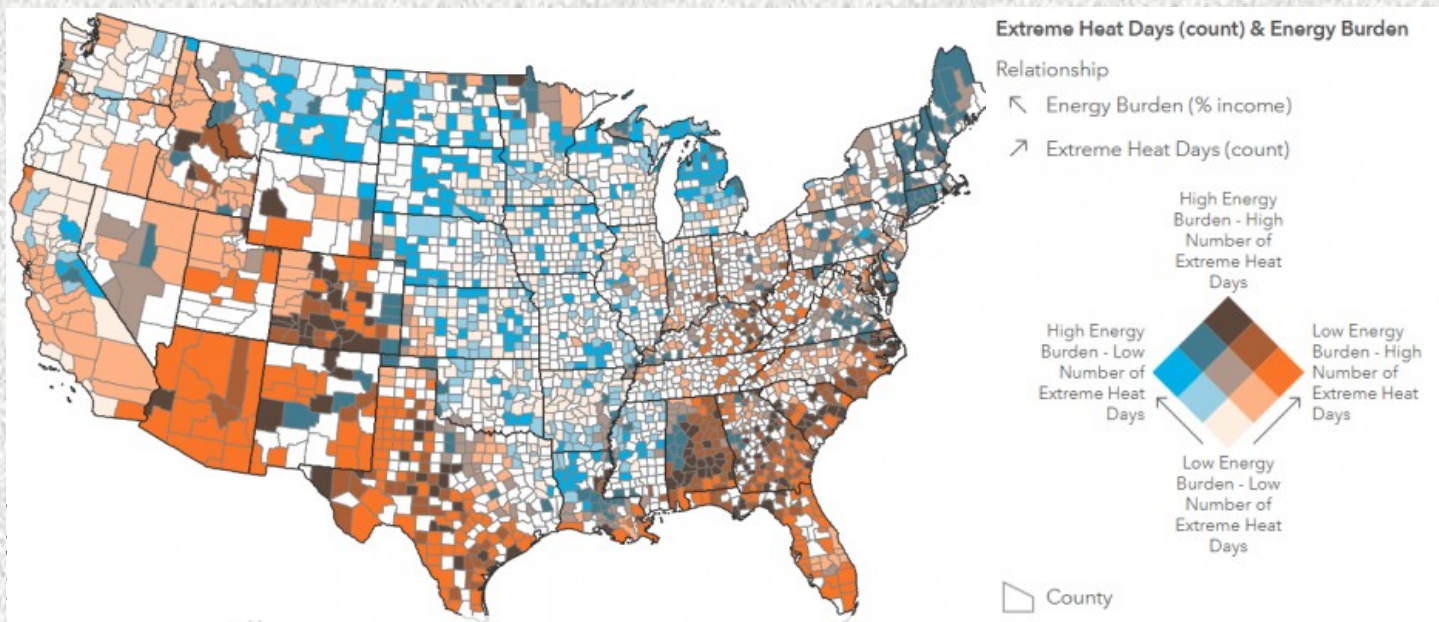 Extreme Heat Days (count) & Energy Burden
Relationship
Energy Burden (% income)
Extreme Heat Days (count)
High Energy
Burden - High
Number of
Extreme Heat
Days
High Energy
Burden - Low
Number of
Extreme Heat
Days
Low Energy
Burden - High
Number of
Extreme Heat
Days
Low Energy
Burden - Low
Number of
Extreme Heat
Days
County